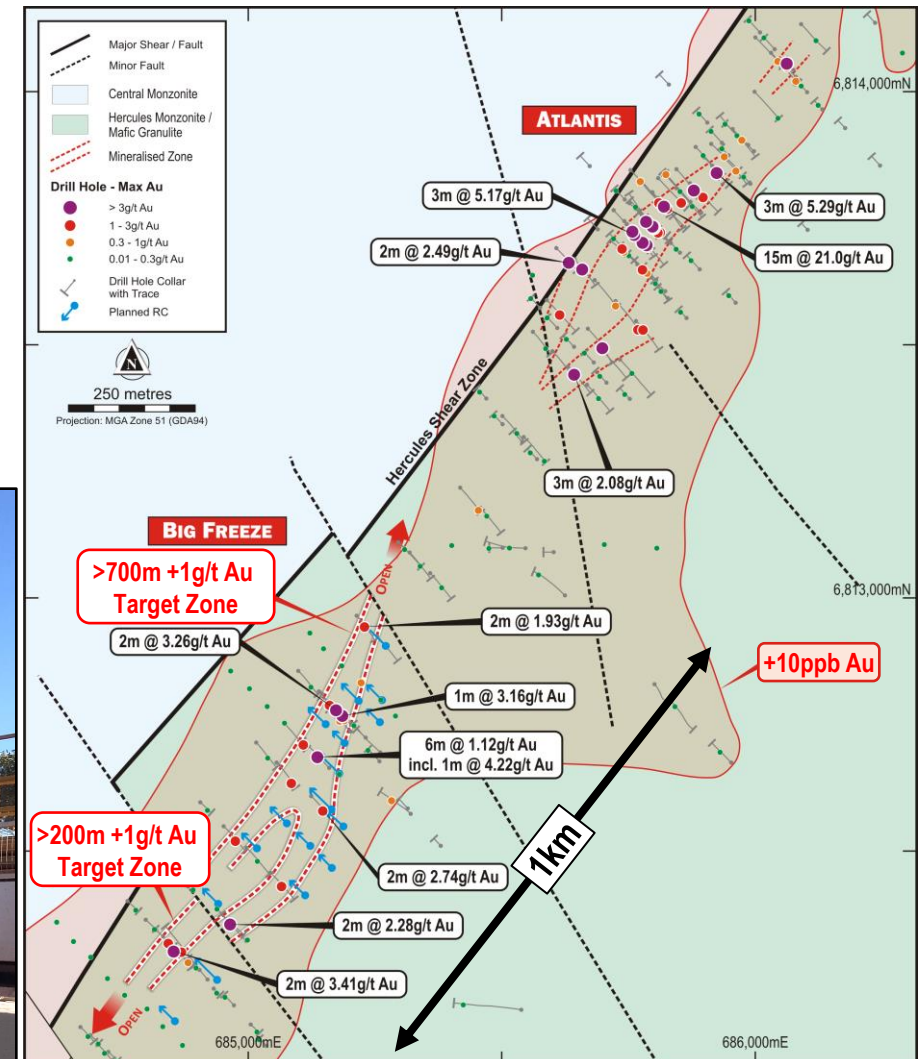 Major Shear / Fault
Minor Fault
Central Monzonite
Hercules Monzonite /
Mafic Granulite
Mineralised Zone
Drill Hole - Max Au
> 3g/t Au
1 - 3g/t Au
0.3 - 1g/t Au
0.01 - 0.3g/t Au
Drill Hole Collar
with Trace
Planned RC
N
250 metres
Projection: MGA Zone 51 (GDA94)
6,814,000mN
ATLANTIS
3m @ 5.17g/t Au
3m @ 5.29g/t Au
2m @ 2.49g/t Au
15m @ 21.0g/t Au
Hercules Shear Zone
3m @ 2.08g/t Au
BIG FREEZE
OPEN
>700m +1g/t Au
Target Zone
6,813,000mN
2m @ 1.93g/t Au
2m @ 3.26g/t Au
+10ppb Au
1m @ 3.16g/t Au
6m @ 1.12g/t Au
incl. 1m @ 4.22g/t Au
>200m +1g/t Au
Target Zone
1km
2m @ 2.74g/t Au
2m @ 2.28g/t Au
2m @ 3.41g/t Au
OPEN
685,000mE
686,000mE